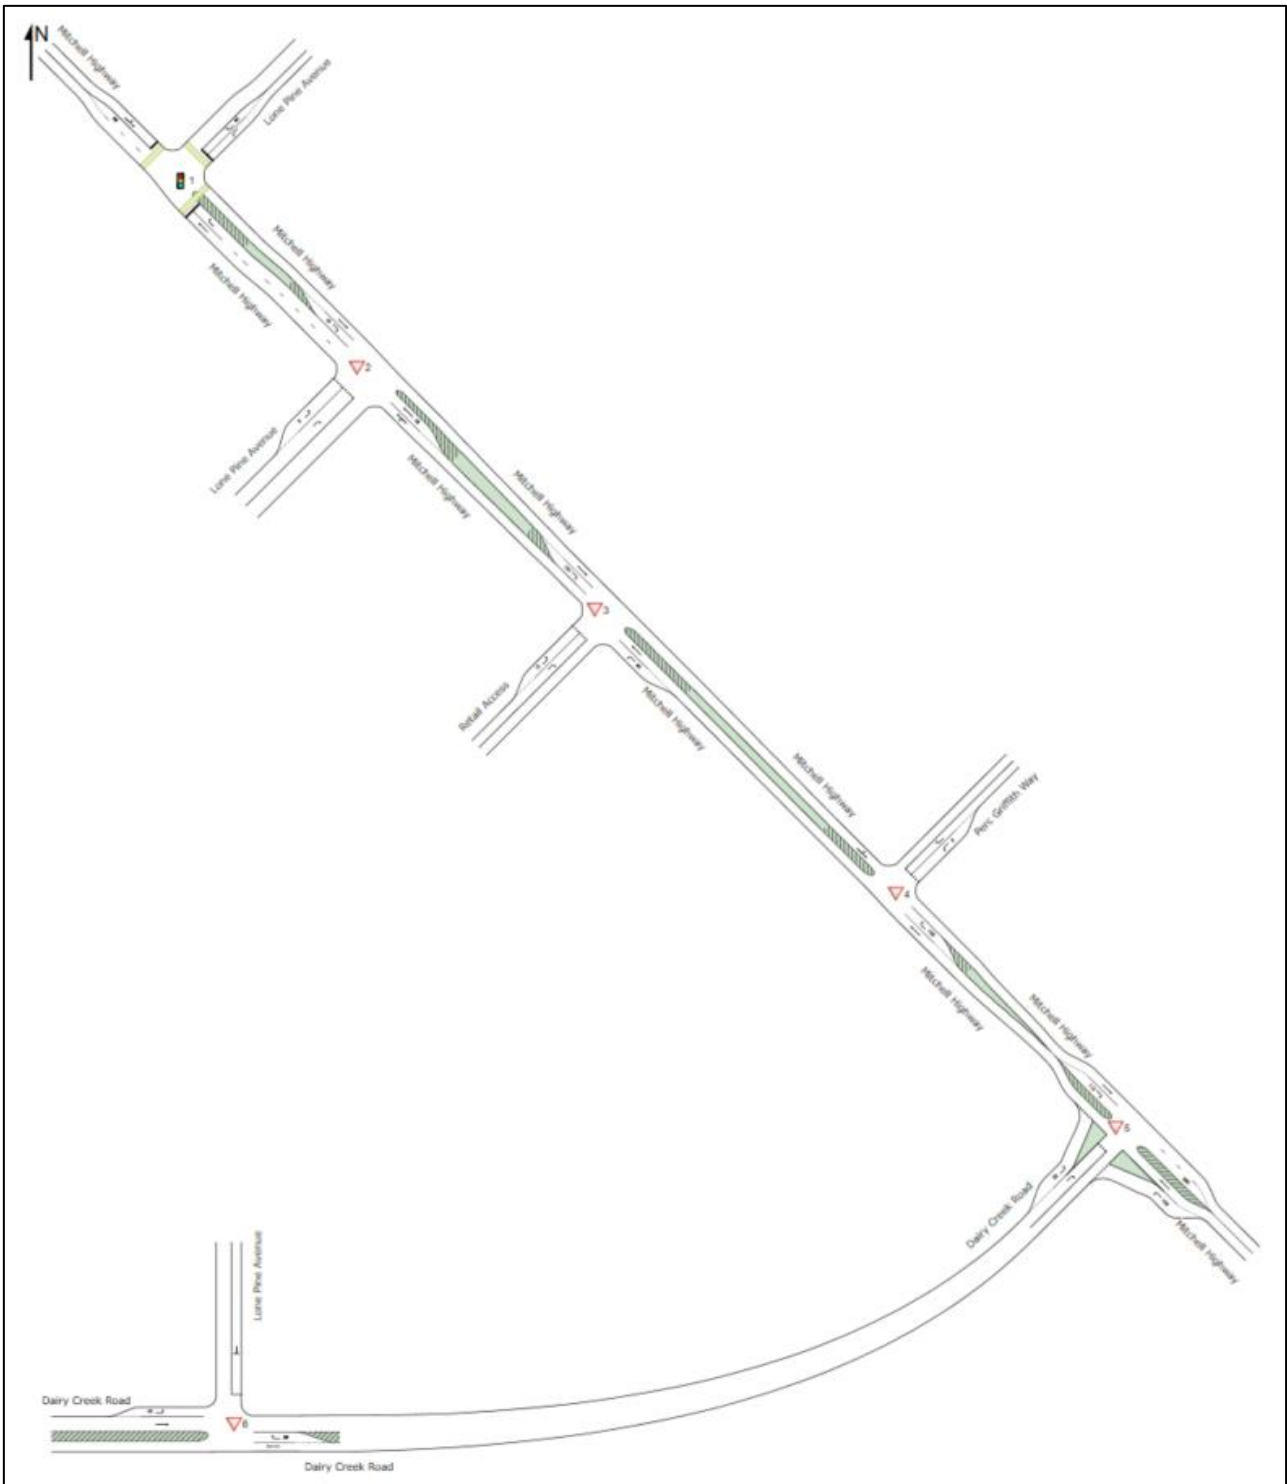 N
Mitchell Highway
Lone Pine Avenue
1
Mitchell Highway
Mitchell Highway
2
Lone Pine Avenue
Mitchell Highway
Mitchell Highway
3
Retail Access
Mitchell Highway
Mitchell Highway
Perc Griffith Way
4
Mitchell Highway
Mitchell Highway
5
Dairy Creek Road
Mitchell Highway
Lone Pine Avenue
Dairy Creek Road
6
Dairy Creek Road